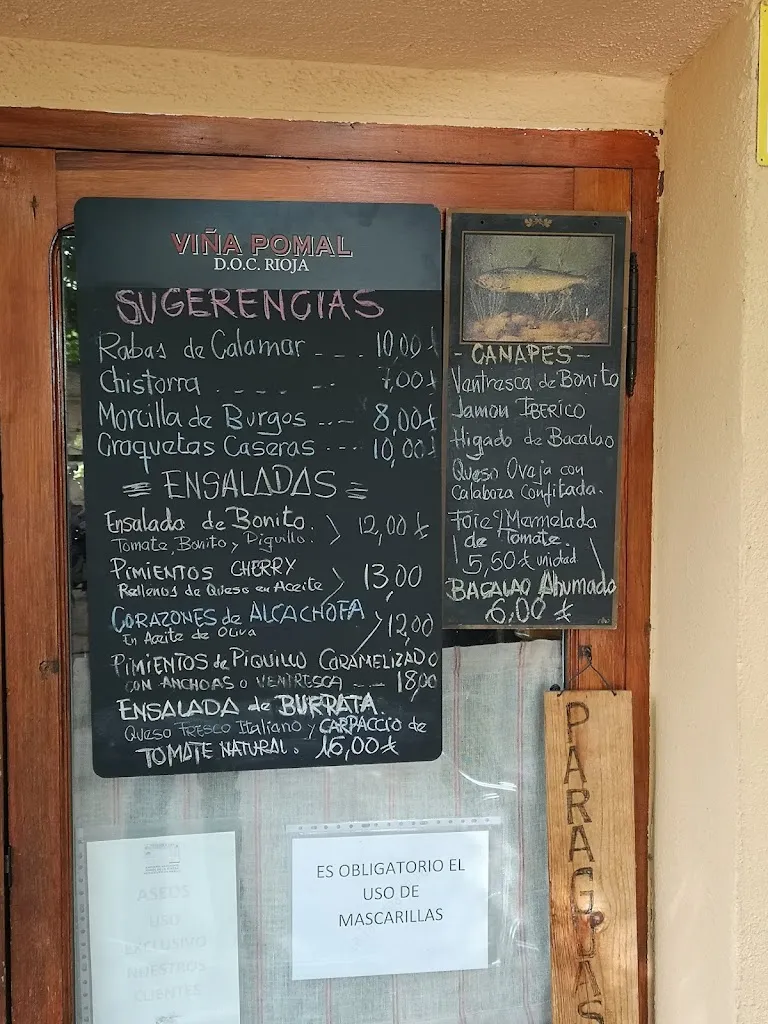 VIÑA POMAL
D.O.C. RIOJA
SUGERENCIAS
Rabas de Calamar --- 10,00 €
Chistorra - - - - -- 7,00 €
Morcilla de Burgos --- 8,00 €
Croquetas Caseras --- 10,00 €
ENSALADAS
Ensalada de Bonito. 12,00 €
Tomate, Bonito y Piquillo.
PIMIENTOS CHERRY 13,00
Rellenos de Queso en Aceite
CORAZONES de ALCACHOFA 12,00
En Aceite de Oliva
PIMIENTOS de PIQUILLO CARAMELIZADO
CON ANCHOAS o VENTRESCA --- 18,00
ENSALADA de BURRATA
Queso FRESCO Italiano y CARPACCIO de
TOMATE NATURAL. 16,00 €
- CANAPES -
Ventresca de Bonito
Jamon IBERICO
Higado de Bacalao
Queso Oveja con
Calabaza Confitada.
Foie y Mermelada
de Tomate.
5,50 € unidad
BACALAO Ahumado
6,00 €
PARAGUAS
ES OBLIGATORIO EL
USO DE
MASCARILLAS
ASEOS
USO
EXCLUSIVO
NUESTROS
CLIENTES